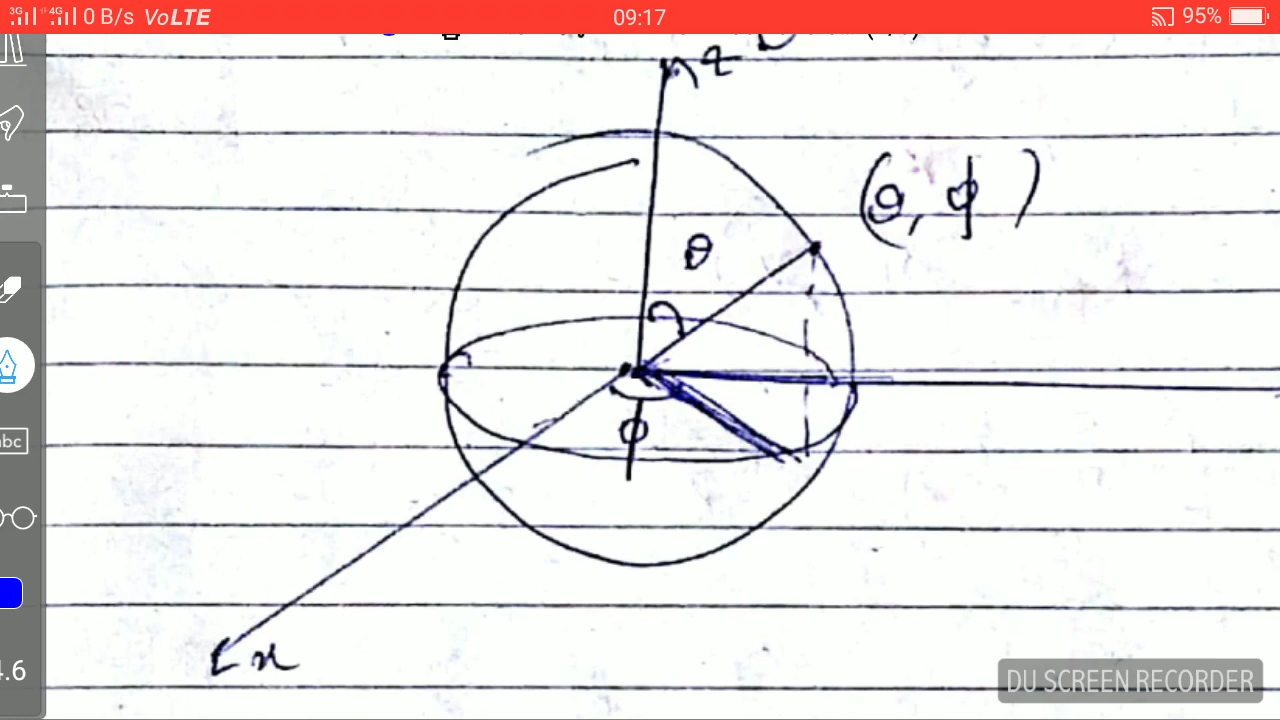 3G 4G 0 B/s VoLTE 09:17 95%
z
(θ, φ)
θ
abc
φ
x
4.6
DU SCREEN RECORDER